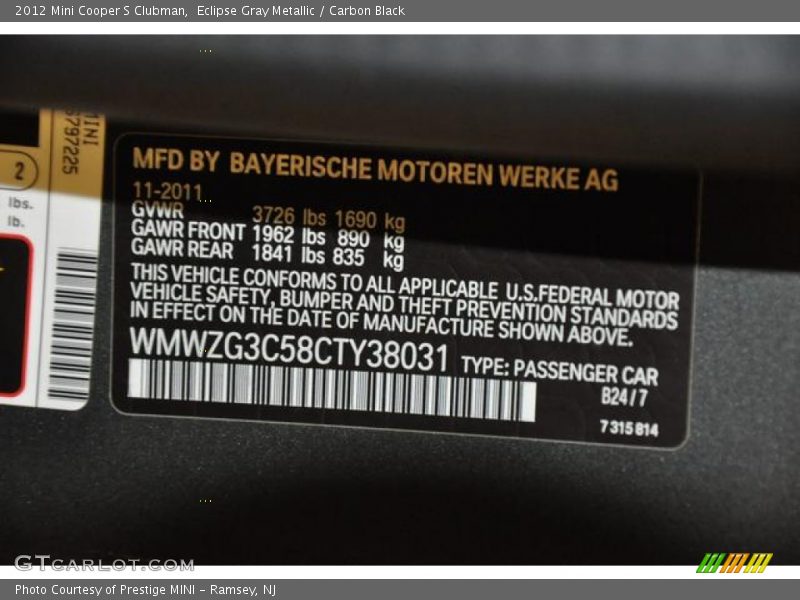 2012 Mini Cooper S Clubman,  Eclipse Gray Metallic / Carbon Black
MINI
6797225
2
lbs.
lb.
MFD BY BAYERISCHE MOTOREN WERKE AG
11-2011
GVWR 3726 lbs 1690 kg
GAWR FRONT 1962 lbs 890 kg
GAWR REAR 1841 lbs 835 kg
THIS VEHICLE CONFORMS TO ALL APPLICABLE U.S.FEDERAL MOTOR
VEHICLE SAFETY, BUMPER AND THEFT PREVENTION STANDARDS
IN EFFECT ON THE DATE OF MANUFACTURE SHOWN ABOVE.
WMWZG3C58CTY38031 TYPE: PASSENGER CAR
B24/7
7315814
GTcarlot.com
Photo Courtesy of Prestige MINI - Ramsey, NJ